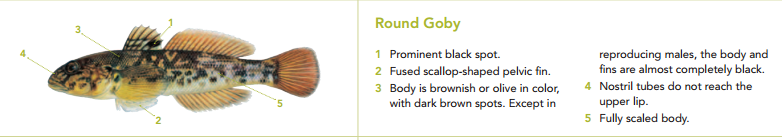 Round Goby
1 Prominent black spot.
2 Fused scallop-shaped pelvic fin.
3 Body is brownish or olive in color,
with dark brown spots. Except in
reproducing males, the body and
fins are almost completely black.
4 Nostril tubes do not reach the
upper lip.
5 Fully scaled body.
1
3
4
5
2